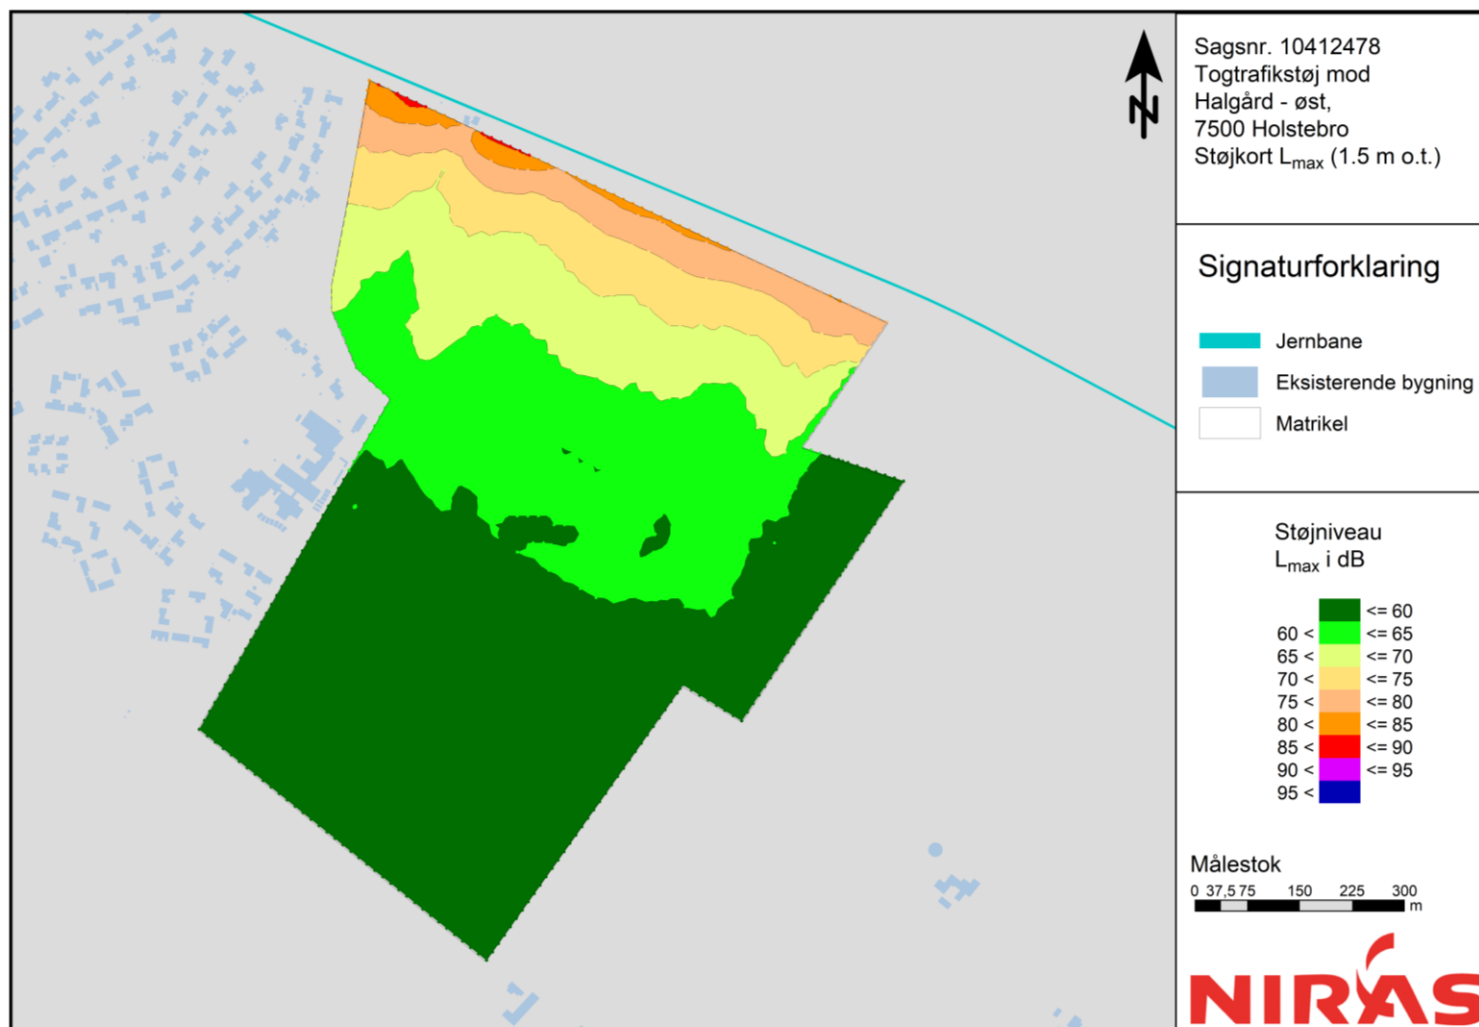 N
Sagsnr. 10412478
Togtrafikstøj mod
Halgård - øst,
7500 Holstebro
Støjkort Lmax (1.5 m o.t.)
Signaturforklaring
Jernbane
Eksisterende bygning
Matrikel
Støjniveau
Lmax i dB
<= 60
60 < <= 65
65 < <= 70
70 < <= 75
75 < <= 80
80 < <= 85
85 < <= 90
90 < <= 95
95 <
Målestok
0 37,5 75 150 225 300
m
NIRAS